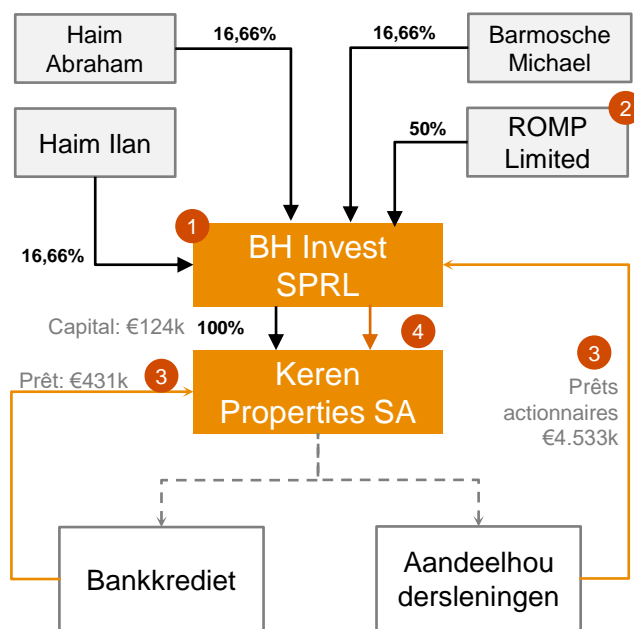 Haim
Abraham
16,66%
16,66%
Barmosche
Michael
2
Haim Ilan
50%
ROMP
Limited
1
16,66%
BH Invest
SPRL
Capital: €124k
100%
4
Prêt: €431k
3
Keren
Properties SA
3
Prêts
actionnaires
€4.533k
Bankkrediet
Aandeelhou
dersleningen